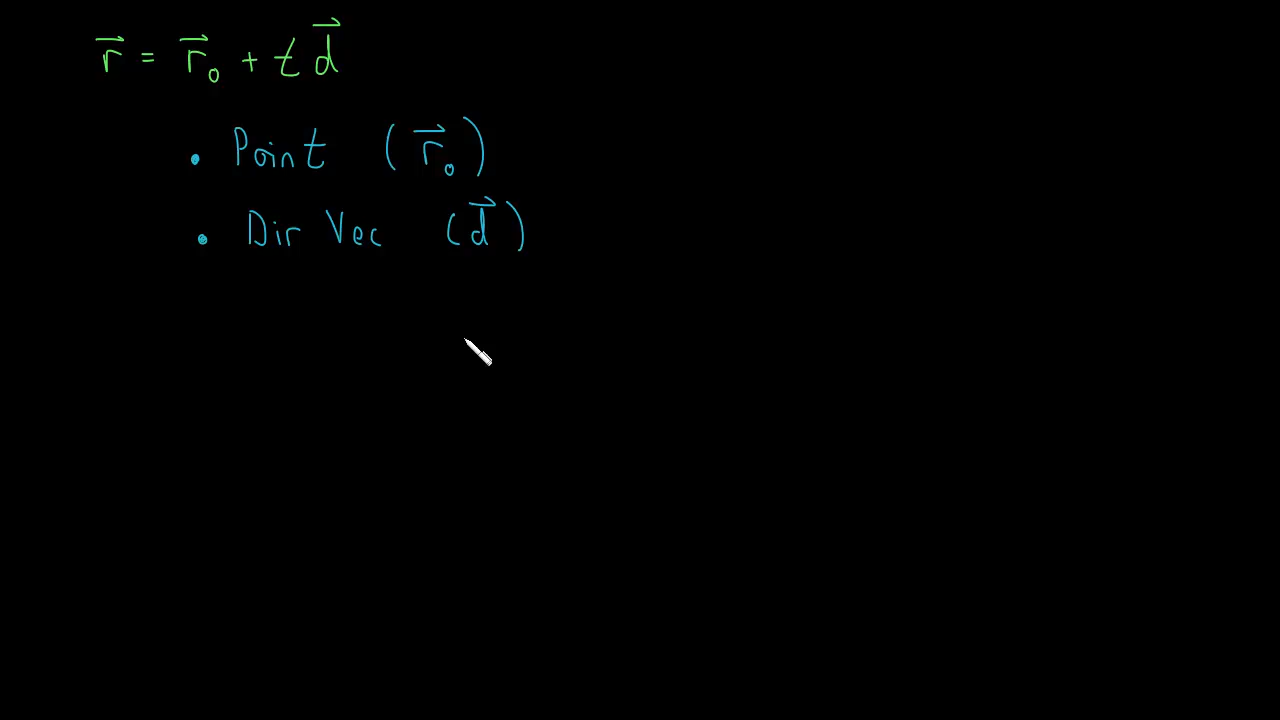 r⃗ = r⃗₀ + t d⃗
• Point (r⃗₀)
• Dir Vec (d⃗)